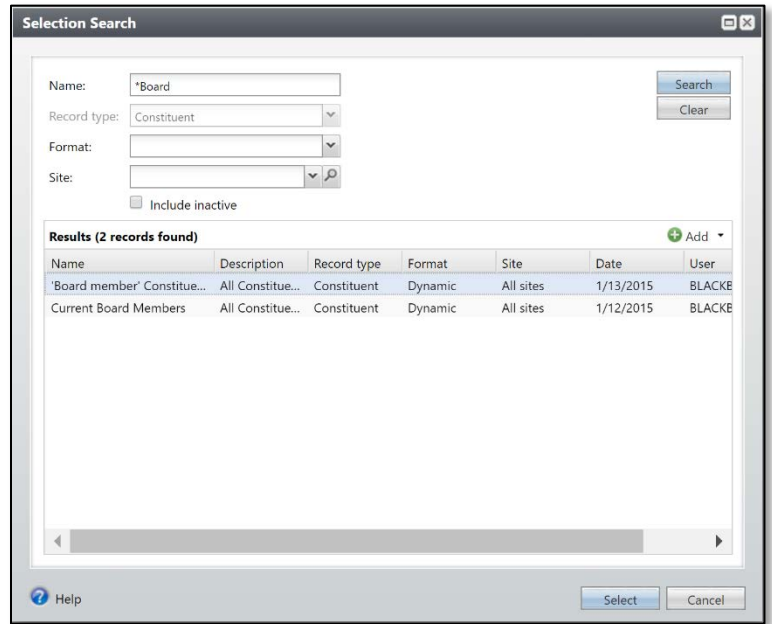 Selection Search
Name: *Board Search
Record type: Constituent Clear
Format:
Site:
Include inactive
Results (2 records found) Add
Name Description Record type Format Site Date User
'Board member' Constitue... All Constitue... Constituent Dynamic All sites 1/13/2015 BLACKB
Current Board Members All Constitue... Constituent Dynamic All sites 1/12/2015 BLACKB
Help Select Cancel